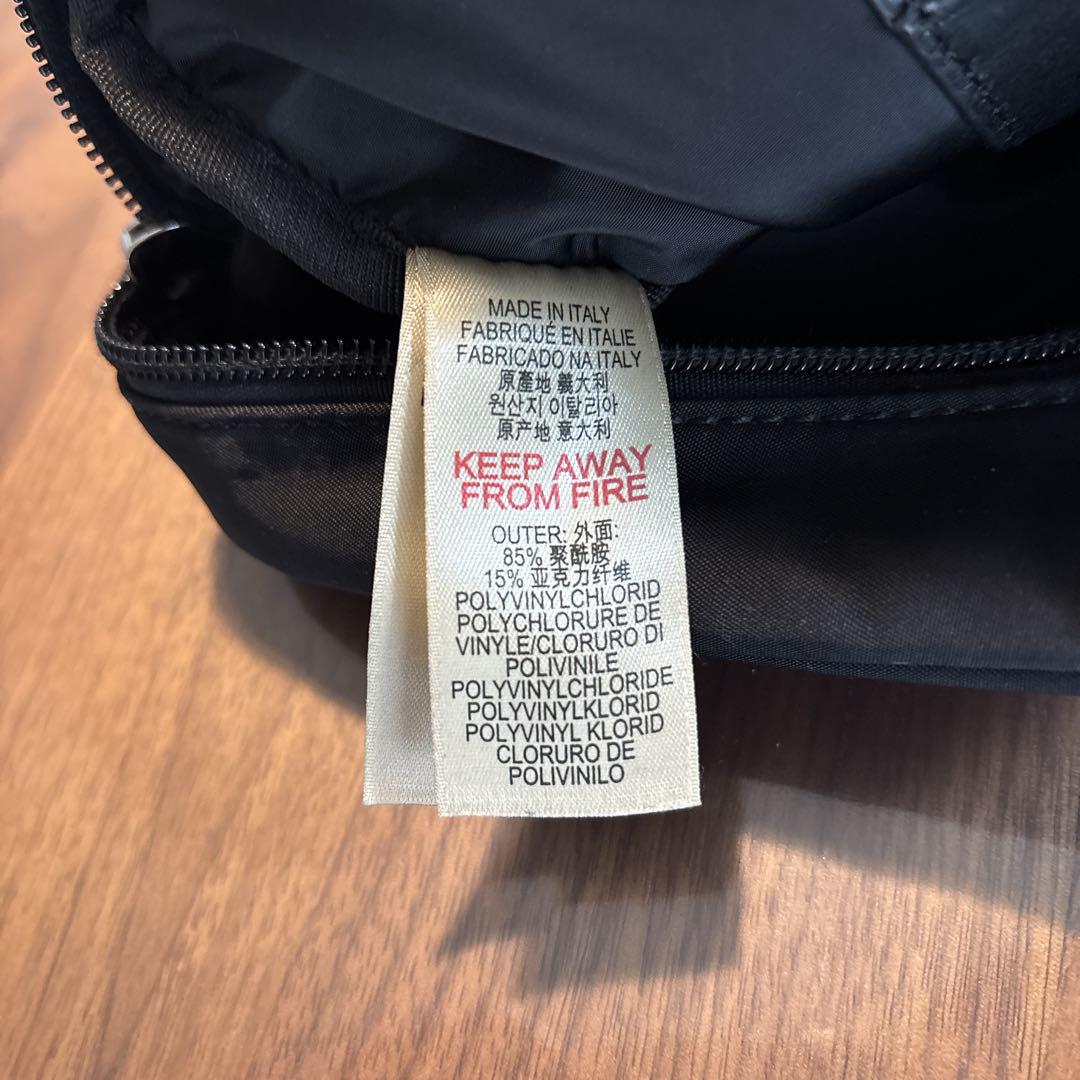 MADE IN ITALY
FABRIQUÉ EN ITALIE
FABRICADO NA ITALY
原產地 義大利
원산지 이탈리아
原产地 意大利
KEEP AWAY
FROM FIRE
OUTER: 外面:
85% 聚酰胺
15% 亚克力纤维
POLYVINYLCHLORID
POLYCHLORURE DE
VINYLE/CLORURO DI
POLIVINILE
POLYVINYLCHLORIDE
POLYVINYLKLORID
POLYVINYL KLORID
CLORURO DE
POLIVINILO